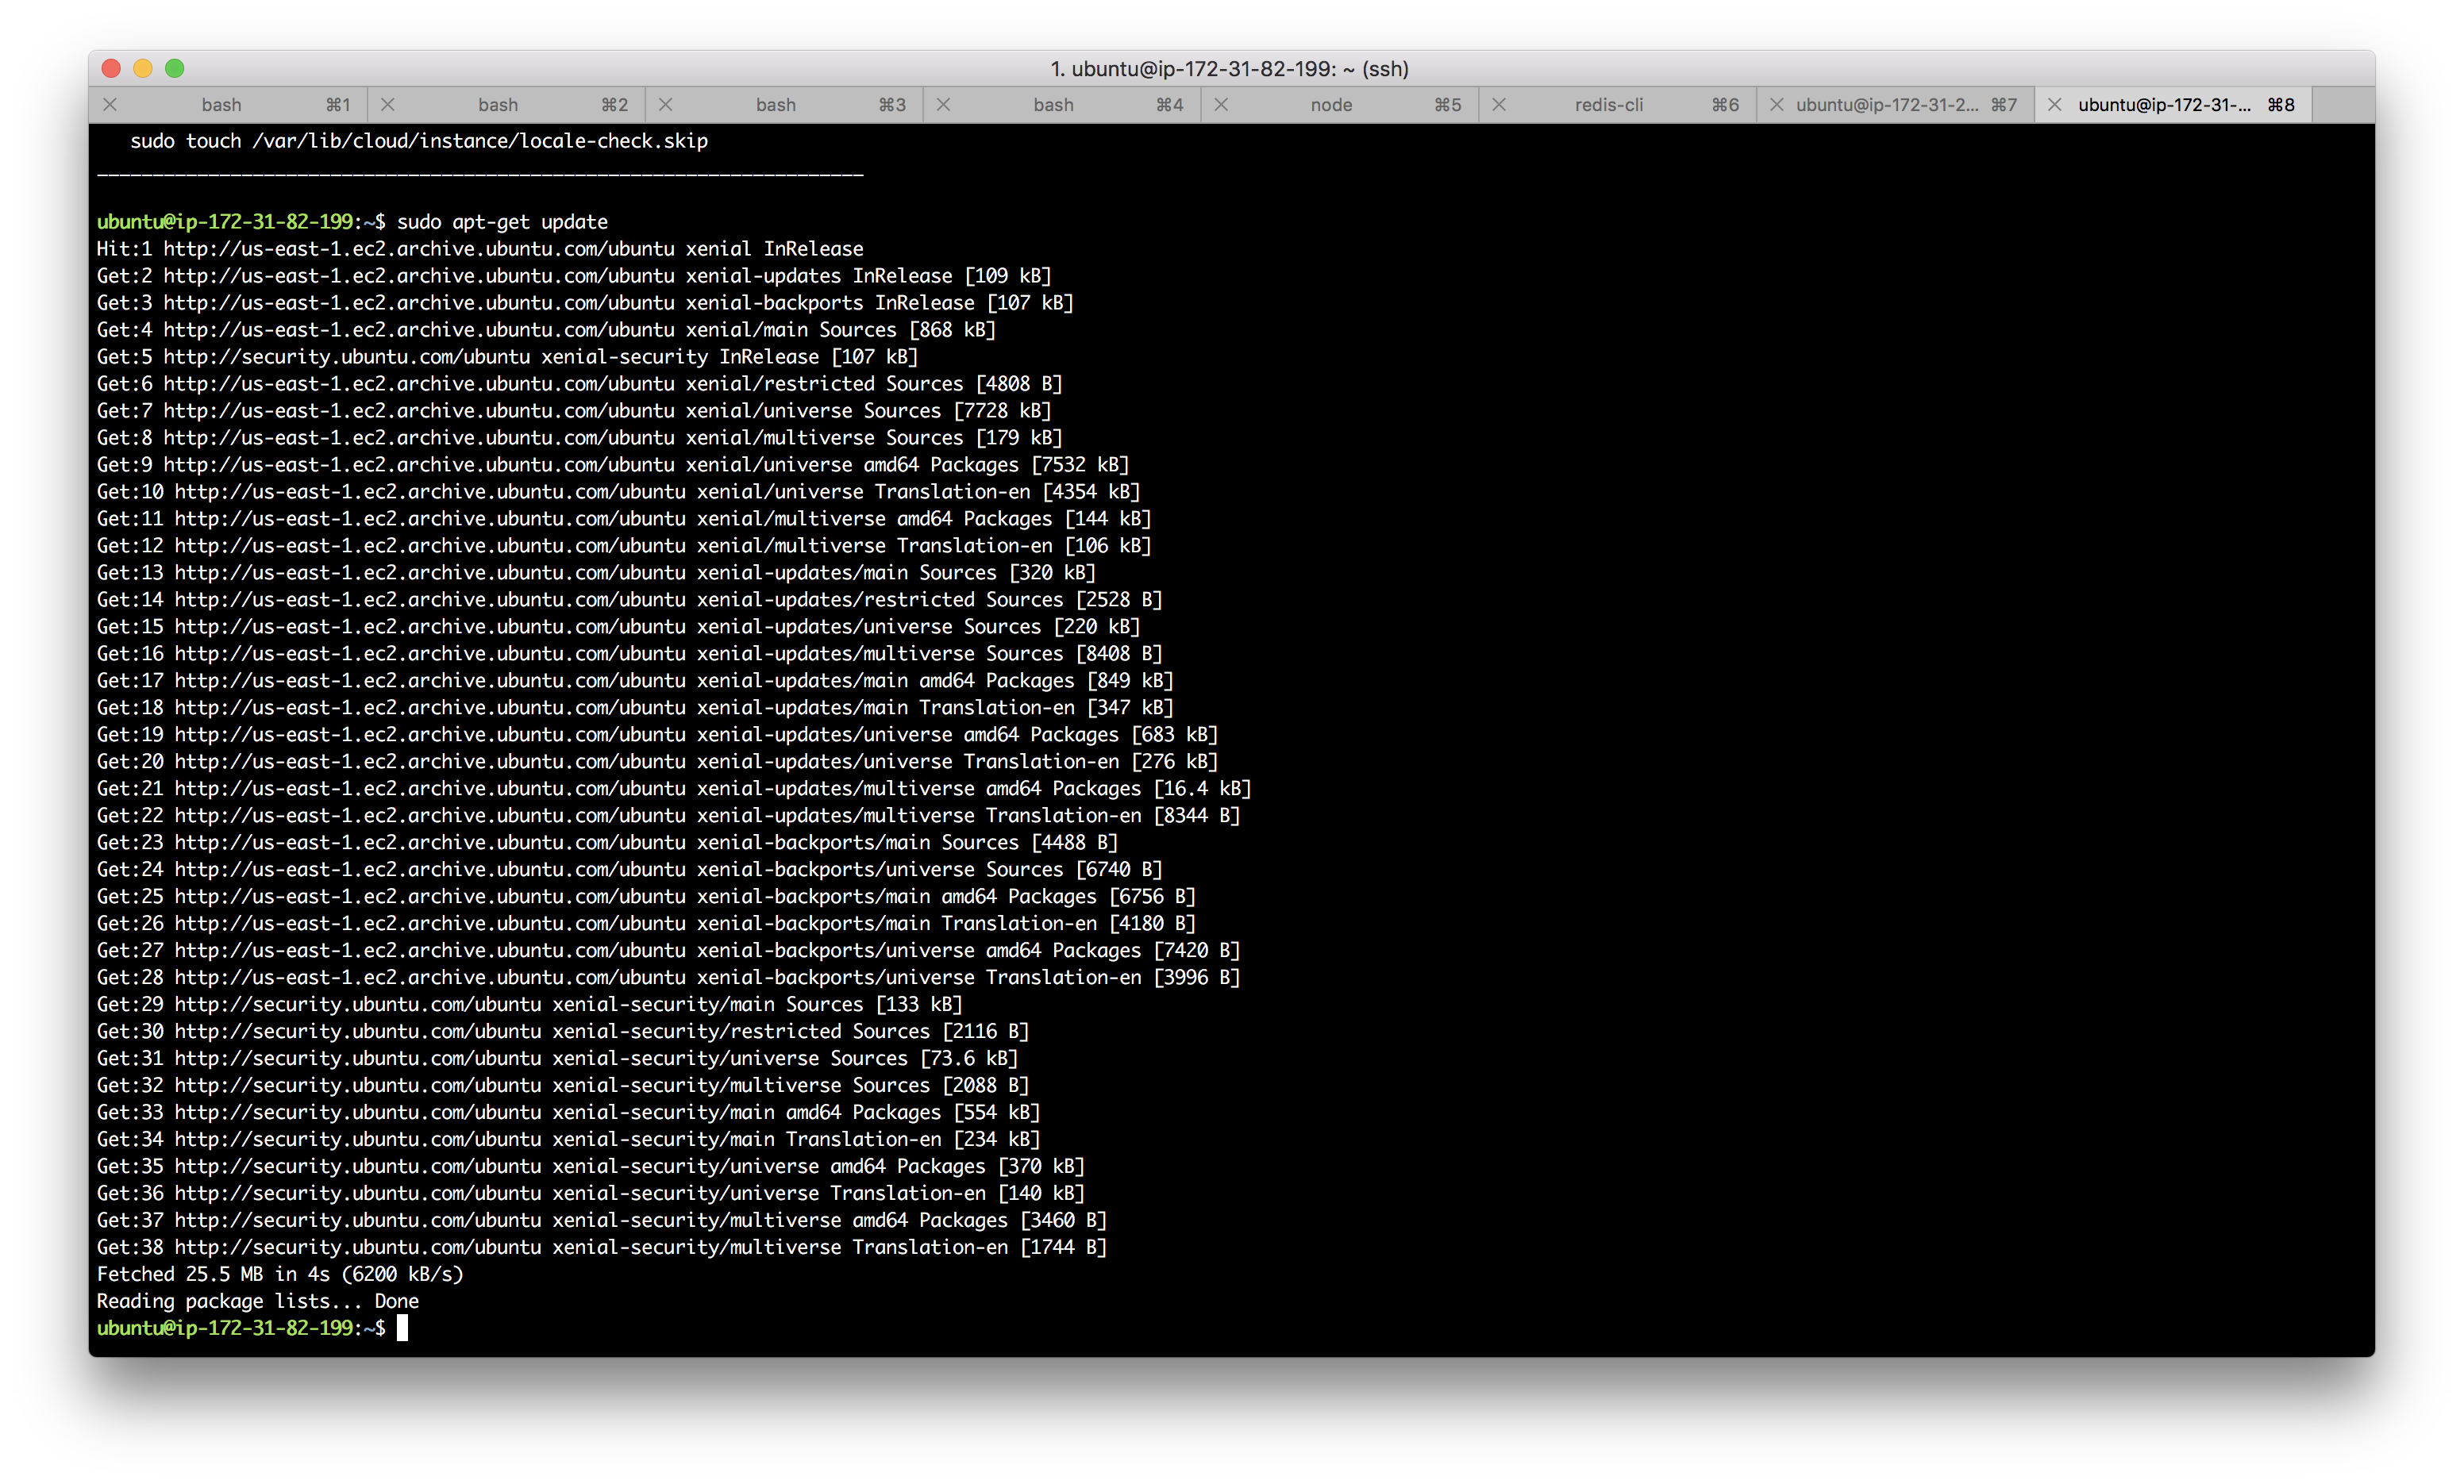 1. ubuntu@ip-172-31-82-199: ~ (ssh)
bash ⌘1 bash ⌘2 bash ⌘3 bash ⌘4 node ⌘5 redis-cli ⌘6 ubuntu@ip-172-31-2... ⌘7 ubuntu@ip-172-31-... ⌘8
sudo touch /var/lib/cloud/instance/locale-check.skip
_____________________________________________________________________
ubuntu@ip-172-31-82-199:~$ sudo apt-get update
Hit:1 http://us-east-1.ec2.archive.ubuntu.com/ubuntu xenial InRelease
Get:2 http://us-east-1.ec2.archive.ubuntu.com/ubuntu xenial-updates InRelease [109 kB]
Get:3 http://us-east-1.ec2.archive.ubuntu.com/ubuntu xenial-backports InRelease [107 kB]
Get:4 http://us-east-1.ec2.archive.ubuntu.com/ubuntu xenial/main Sources [868 kB]
Get:5 http://security.ubuntu.com/ubuntu xenial-security InRelease [107 kB]
Get:6 http://us-east-1.ec2.archive.ubuntu.com/ubuntu xenial/restricted Sources [4808 B]
Get:7 http://us-east-1.ec2.archive.ubuntu.com/ubuntu xenial/universe Sources [7728 kB]
Get:8 http://us-east-1.ec2.archive.ubuntu.com/ubuntu xenial/multiverse Sources [179 kB]
Get:9 http://us-east-1.ec2.archive.ubuntu.com/ubuntu xenial/universe amd64 Packages [7532 kB]
Get:10 http://us-east-1.ec2.archive.ubuntu.com/ubuntu xenial/universe Translation-en [4354 kB]
Get:11 http://us-east-1.ec2.archive.ubuntu.com/ubuntu xenial/multiverse amd64 Packages [144 kB]
Get:12 http://us-east-1.ec2.archive.ubuntu.com/ubuntu xenial/multiverse Translation-en [106 kB]
Get:13 http://us-east-1.ec2.archive.ubuntu.com/ubuntu xenial-updates/main Sources [320 kB]
Get:14 http://us-east-1.ec2.archive.ubuntu.com/ubuntu xenial-updates/restricted Sources [2528 B]
Get:15 http://us-east-1.ec2.archive.ubuntu.com/ubuntu xenial-updates/universe Sources [220 kB]
Get:16 http://us-east-1.ec2.archive.ubuntu.com/ubuntu xenial-updates/multiverse Sources [8408 B]
Get:17 http://us-east-1.ec2.archive.ubuntu.com/ubuntu xenial-updates/main amd64 Packages [849 kB]
Get:18 http://us-east-1.ec2.archive.ubuntu.com/ubuntu xenial-updates/main Translation-en [347 kB]
Get:19 http://us-east-1.ec2.archive.ubuntu.com/ubuntu xenial-updates/universe amd64 Packages [683 kB]
Get:20 http://us-east-1.ec2.archive.ubuntu.com/ubuntu xenial-updates/universe Translation-en [276 kB]
Get:21 http://us-east-1.ec2.archive.ubuntu.com/ubuntu xenial-updates/multiverse amd64 Packages [16.4 kB]
Get:22 http://us-east-1.ec2.archive.ubuntu.com/ubuntu xenial-updates/multiverse Translation-en [8344 B]
Get:23 http://us-east-1.ec2.archive.ubuntu.com/ubuntu xenial-backports/main Sources [4488 B]
Get:24 http://us-east-1.ec2.archive.ubuntu.com/ubuntu xenial-backports/universe Sources [6740 B]
Get:25 http://us-east-1.ec2.archive.ubuntu.com/ubuntu xenial-backports/main amd64 Packages [6756 B]
Get:26 http://us-east-1.ec2.archive.ubuntu.com/ubuntu xenial-backports/main Translation-en [4180 B]
Get:27 http://us-east-1.ec2.archive.ubuntu.com/ubuntu xenial-backports/universe amd64 Packages [7420 B]
Get:28 http://us-east-1.ec2.archive.ubuntu.com/ubuntu xenial-backports/universe Translation-en [3996 B]
Get:29 http://security.ubuntu.com/ubuntu xenial-security/main Sources [133 kB]
Get:30 http://security.ubuntu.com/ubuntu xenial-security/restricted Sources [2116 B]
Get:31 http://security.ubuntu.com/ubuntu xenial-security/universe Sources [73.6 kB]
Get:32 http://security.ubuntu.com/ubuntu xenial-security/multiverse Sources [2088 B]
Get:33 http://security.ubuntu.com/ubuntu xenial-security/main amd64 Packages [554 kB]
Get:34 http://security.ubuntu.com/ubuntu xenial-security/main Translation-en [234 kB]
Get:35 http://security.ubuntu.com/ubuntu xenial-security/universe amd64 Packages [370 kB]
Get:36 http://security.ubuntu.com/ubuntu xenial-security/universe Translation-en [140 kB]
Get:37 http://security.ubuntu.com/ubuntu xenial-security/multiverse amd64 Packages [3460 B]
Get:38 http://security.ubuntu.com/ubuntu xenial-security/multiverse Translation-en [1744 B]
Fetched 25.5 MB in 4s (6200 kB/s)
Reading package lists... Done
ubuntu@ip-172-31-82-199:~$